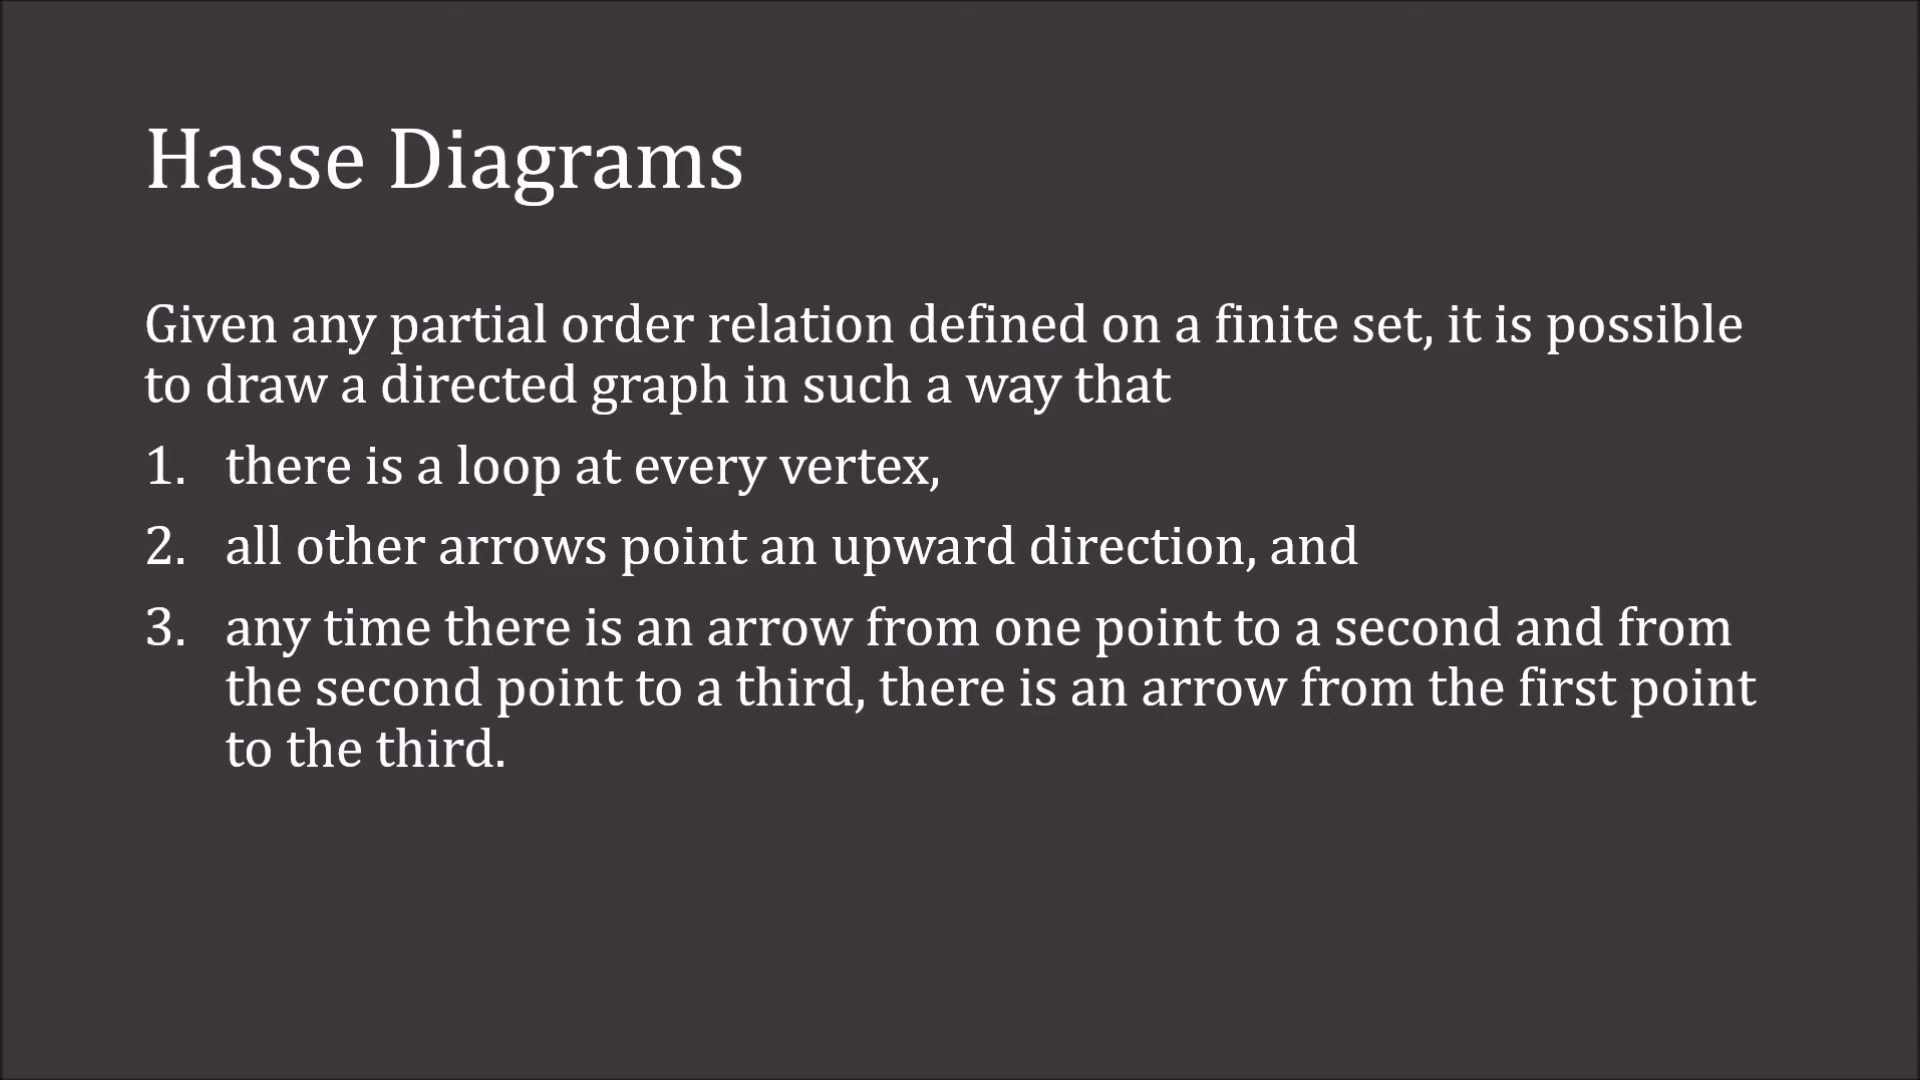 Hasse Diagrams
Given any partial order relation defined on a finite set, it is possible
to draw a directed graph in such a way that
1. there is a loop at every vertex,
2. all other arrows point an upward direction, and
3. any time there is an arrow from one point to a second and from
the second point to a third, there is an arrow from the first point
to the third.